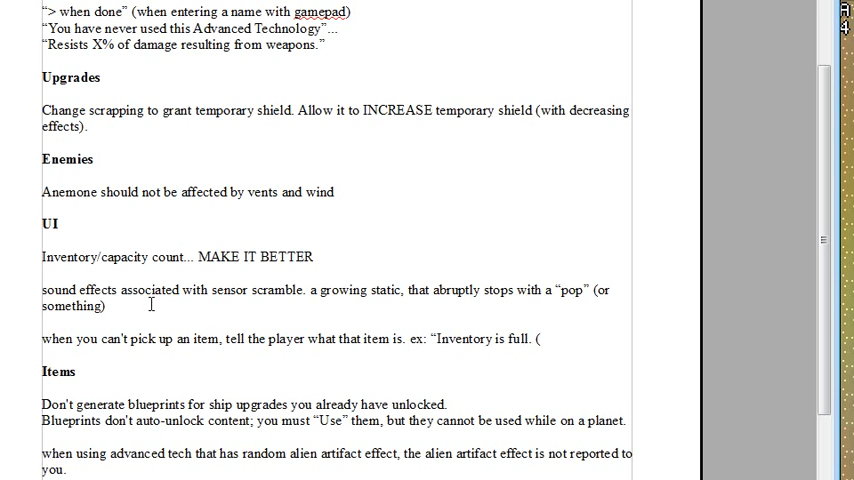 “> when done” (when entering a name with gamepad)
“You have never used this Advanced Technology”...
“Resists X% of damage resulting from weapons.”
Upgrades
Change scrapping to grant temporary shield. Allow it to INCREASE temporary shield (with decreasing
effects).
Enemies
Anemone should not be affected by vents and wind
UI
Inventory/capacity count... MAKE IT BETTER
sound effects associated with sensor scramble. a growing static, that abruptly stops with a “pop” (or
something)
when you can't pick up an item, tell the player what that item is. ex: “Inventory is full. (
Items
Don't generate blueprints for ship upgrades you already have unlocked.
Blueprints don't auto-unlock content; you must “Use” them, but they cannot be used while on a planet.
when using advanced tech that has random alien artifact effect, the alien artifact effect is not reported to
you.
A
4